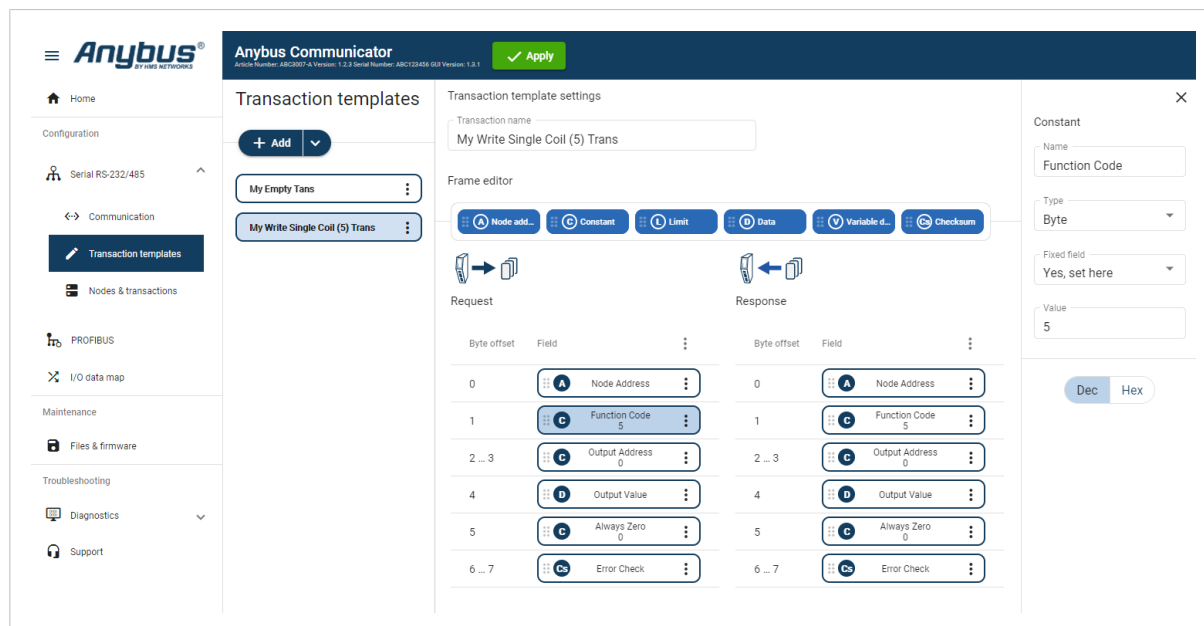 Anybus®
BY HMS NETWORKS
Anybus Communicator
Article Number: ABC3007-A Version: 1.2.3 Serial Number: ABC123456 GUI Version: 1.3.1
Apply
Home
Configuration
Serial RS-232/485
Communication
Transaction templates
Nodes & transactions
PROFIBUS
I/O data map
Maintenance
Files & firmware
Troubleshooting
Diagnostics
Support
Transaction templates
+ Add
My Empty Tans
My Write Single Coil (5) Trans
Transaction template settings
Transaction name
My Write Single Coil (5) Trans
Frame editor
A Node add...
C Constant
L Limit
D Data
V Variable d...
Cs Checksum
Request
Byte offset Field
0 A Node Address
1 C Function Code
5
2 ... 3 C Output Address
0
4 D Output Value
5 C Always Zero
0
6 ... 7 Cs Error Check
Response
Byte offset Field
0 A Node Address
1 C Function Code
5
2 ... 3 C Output Address
0
4 D Output Value
5 C Always Zero
0
6 ... 7 Cs Error Check
Constant
Name
Function Code
Type
Byte
Fixed field
Yes, set here
Value
5
Dec Hex